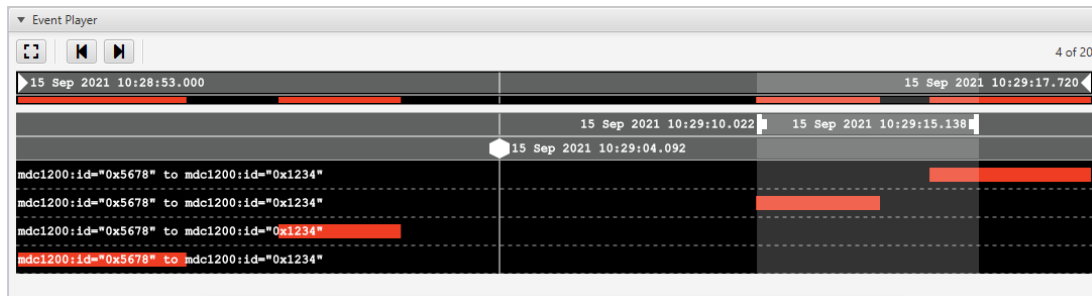 Event Player
4 of 20
15 Sep 2021 10:28:53.000 15 Sep 2021 10:29:17.720
15 Sep 2021 10:29:10.022 15 Sep 2021 10:29:15.138
15 Sep 2021 10:29:04.092
mdc1200:id="0x5678" to mdc1200:id="0x1234"
mdc1200:id="0x5678" to mdc1200:id="0x1234"
mdc1200:id="0x5678" to mdc1200:id="0x1234"
mdc1200:id="0x5678" to mdc1200:id="0x1234"